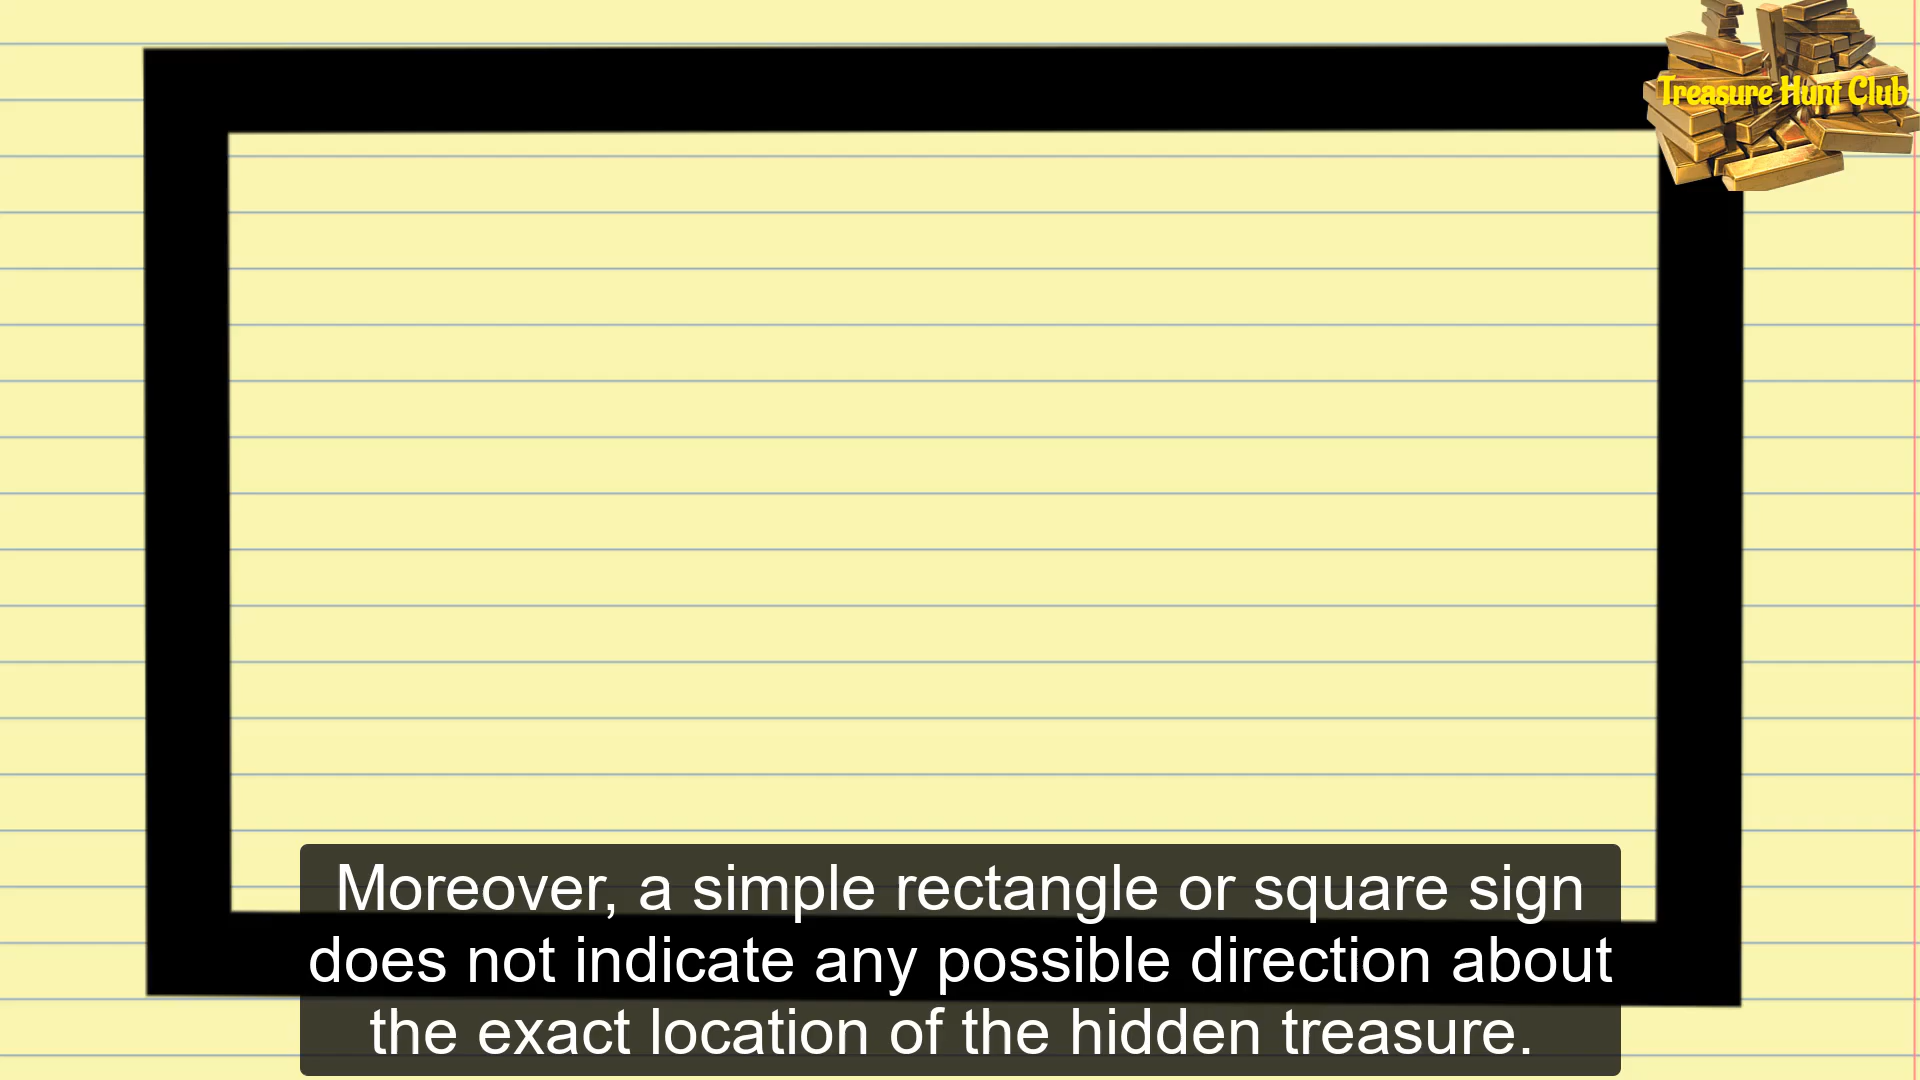 Treasure Hunt Club
Moreover, a simple rectangle or square sign
does not indicate any possible direction about
the exact location of the hidden treasure.